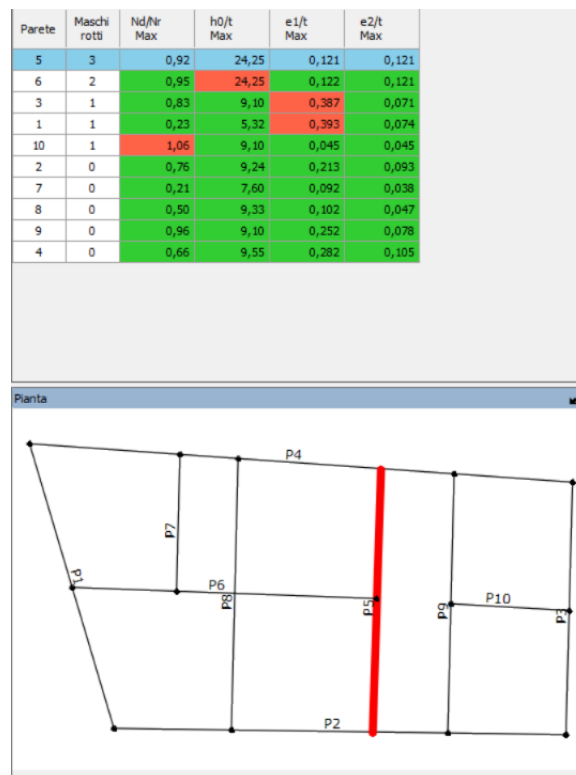 Parete Maschi rotti Nd/Nr Max h0/t Max e1/t Max e2/t Max
5 3 0,92 24,25 0,121 0,121
6 2 0,95 24,25 0,122 0,121
3 1 0,83 9,10 0,387 0,071
1 1 0,23 5,32 0,393 0,074
10 1 1,06 9,10 0,045 0,045
2 0 0,76 9,24 0,213 0,093
7 0 0,21 7,60 0,092 0,038
8 0 0,50 9,33 0,102 0,047
9 0 0,96 9,10 0,252 0,078
4 0 0,66 9,55 0,282 0,105
Pianta
P4
P7
P1
P6
P8
P5
P9
P10
P3
P2